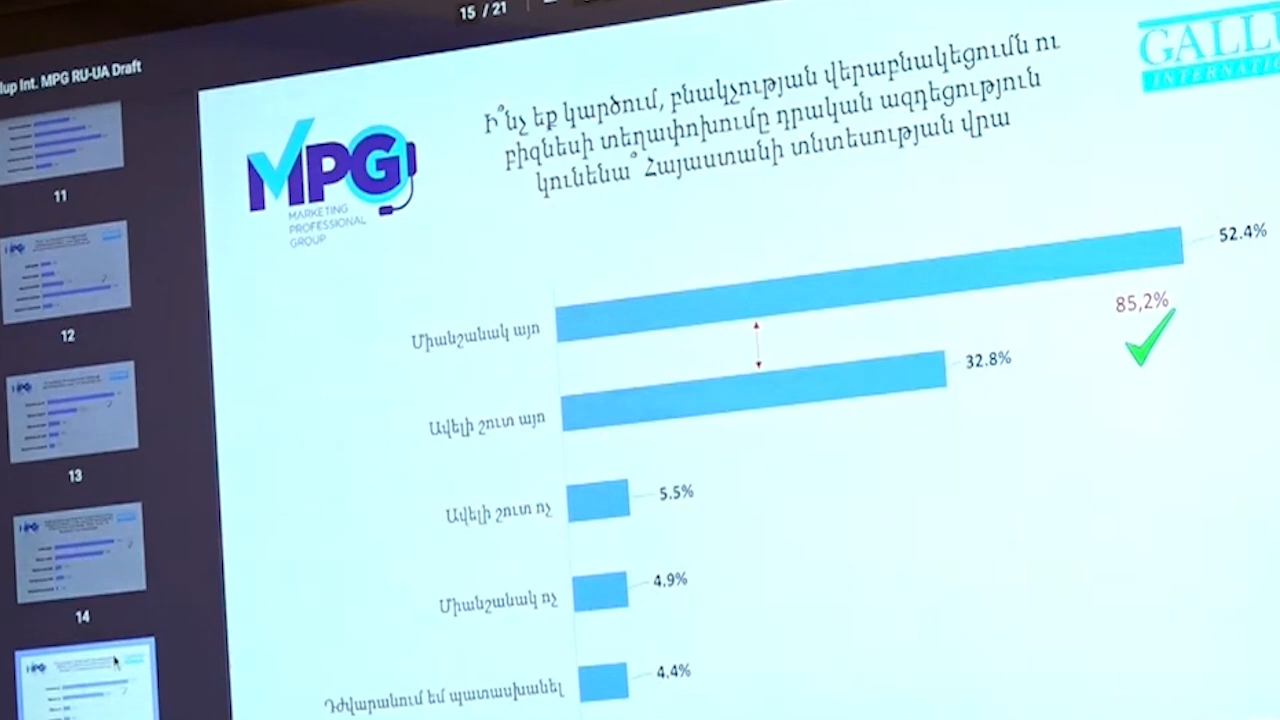 15 / 21
lup Int. MPG RU-UA Draft
11
12
13
14
MPG
MARKETING
PROFESSIONAL
GROUP
GALLU
INTERNATIO
Ի՞նչ եք կարծում, բնակչության վերաբնակեցումն ու
բիզնեսի տեղափոխումը դրական ազդեցություն
կունենա՞ Հայաստանի տնտեսության վրա
Միանշանակ այո
52.4%
85,2%
Ավելի շուտ այո
32.8%
Ավելի շուտ ոչ
5.5%
Միանշանակ ոչ
4.9%
Դժվարանում եմ պատասխանել
4.4%